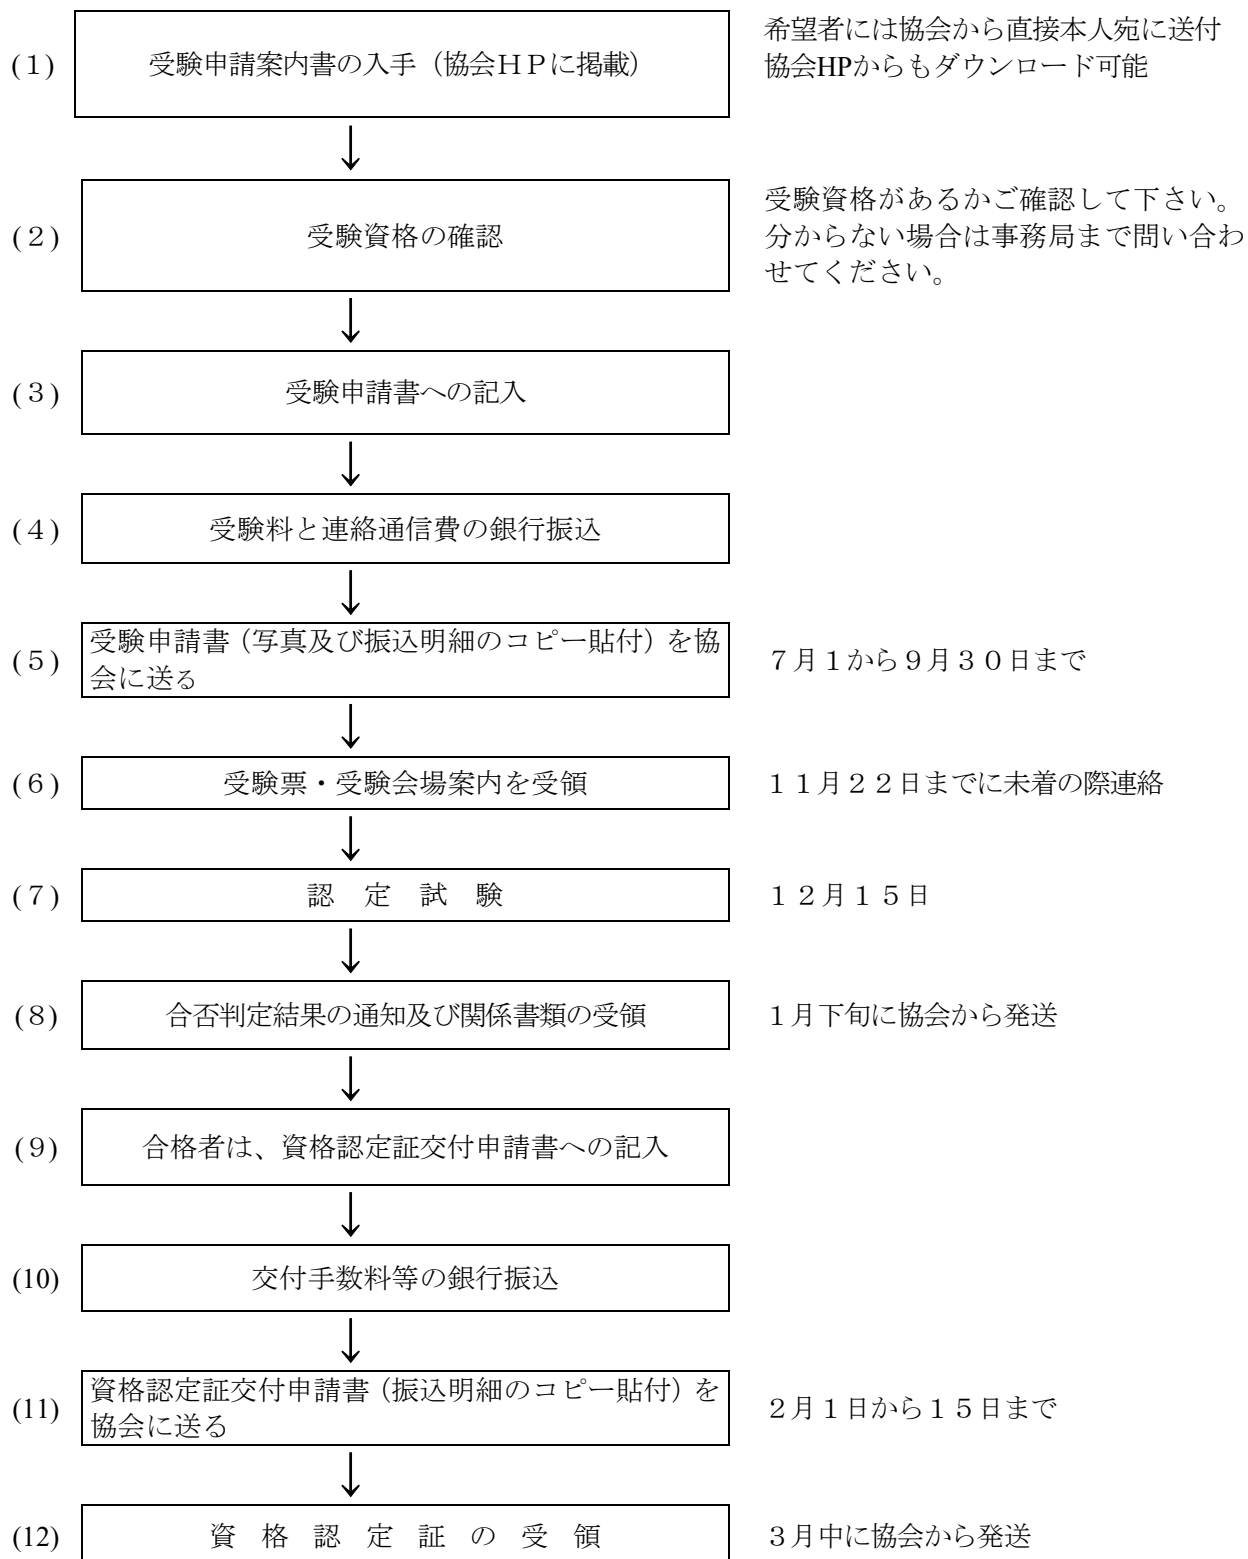 (１) 受験申請案内書の入手（協会ＨＰに掲載） 希望者には協会から直接本人宛に送付
協会HPからもダウンロード可能
(２) 受験資格の確認 受験資格があるかご確認して下さい。
分からない場合は事務局まで問い合わ
せてください。
(３) 受験申請書への記入
(４) 受験料と連絡通信費の銀行振込
(５) 受験申請書（写真及び振込明細のコピー貼付）を協
会に送る
７月１から９月３０日まで
(６) 受験票・受験会場案内を受領 １１月２２日までに未着の際連絡
(７) 認　定　試　験 １２月１５日
(８) 合否判定結果の通知及び関係書類の受領 １月下旬に協会から発送
(９) 合格者は、資格認定証交付申請書への記入
(10) 交付手数料等の銀行振込
(11) 資格認定証交付申請書（振込明細のコピー貼付）を
協会に送る
２月１日から１５日まで
(12) 資　格　認　定　証　の　受　領 ３月中に協会から発送